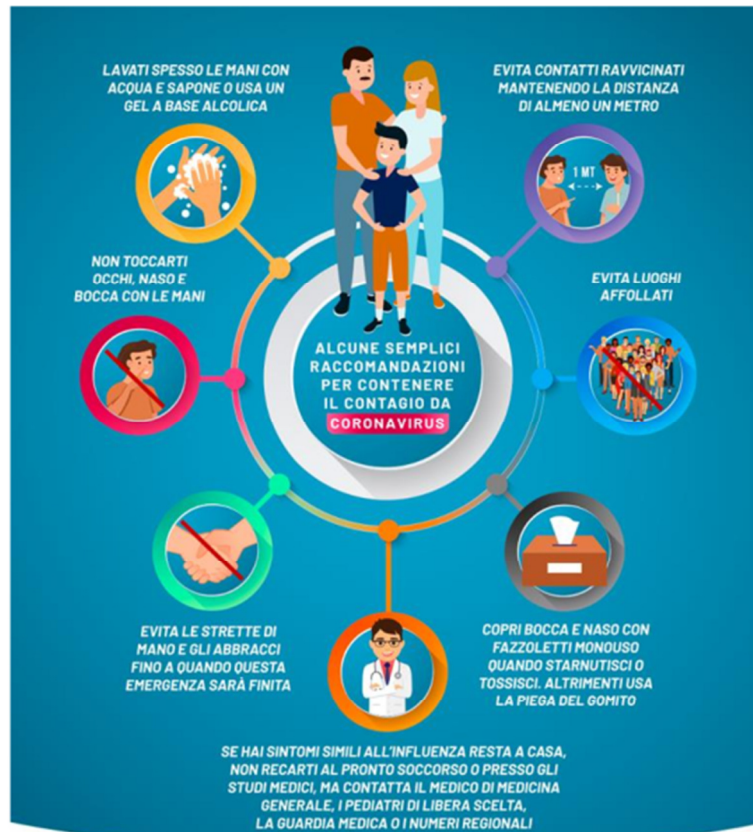 LAVATI SPESSO LE MANI CON
ACQUA E SAPONE O USA UN
GEL A BASE ALCOLICA
EVITA CONTATTI RAVVICINATI
MANTENENDO LA DISTANZA
DI ALMENO UN METRO
1 MT
NON TOCCARTI
OCCHI, NASO E
BOCCA CON LE MANI
EVITA LUOGHI
AFFOLLATI
ALCUNE SEMPLICI
RACCOMANDAZIONI
PER CONTENERE
IL CONTAGIO DA
CORONAVIRUS
EVITA LE STRETTE DI
MANO E GLI ABBRACCI
FINO A QUANDO QUESTA
EMERGENZA SARÀ FINITA
COPRI BOCCA E NASO CON
FAZZOLETTI MONOUSO
QUANDO STARNUTISCI O
TOSSISCI. ALTRIMENTI USA
LA PIEGA DEL GOMITO
SE HAI SINTOMI SIMILI ALL'INFLUENZA RESTA A CASA,
NON RECARTI AL PRONTO SOCCORSO O PRESSO GLI
STUDI MEDICI, MA CONTATTA IL MEDICO DI MEDICINA
GENERALE, I PEDIATRI DI LIBERA SCELTA,
LA GUARDIA MEDICA O I NUMERI REGIONALI